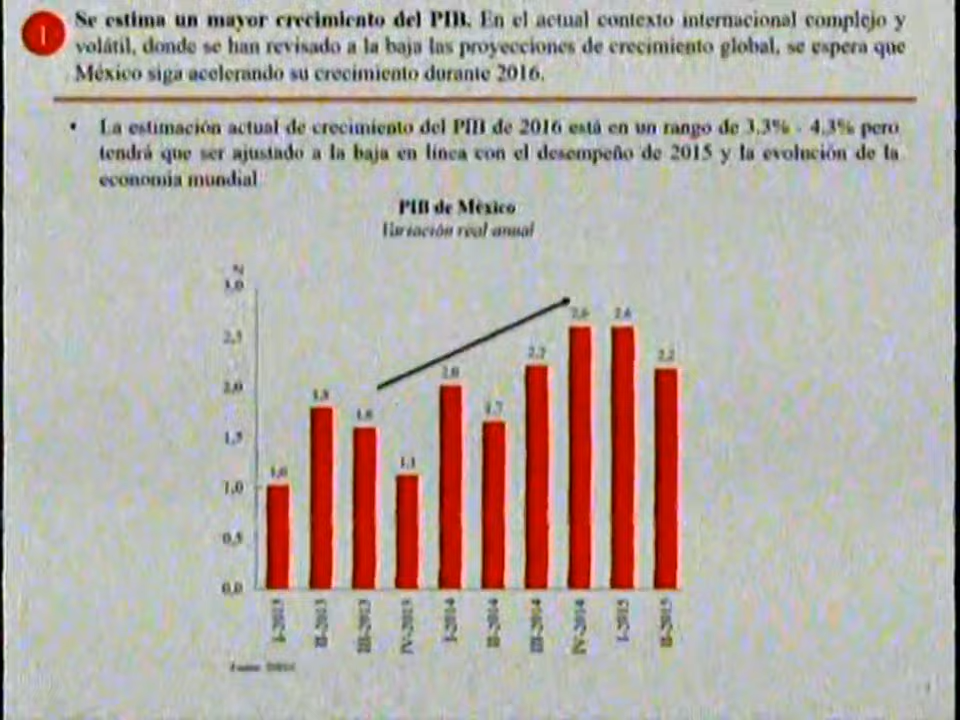 1
Se estima un mayor crecimiento del PIB. En el actual contexto internacional complejo y
volátil, donde se han revisado a la baja las proyecciones de crecimiento global, se espera que
México siga acelerando su crecimiento durante 2016.
• La estimación actual de crecimiento del PIB de 2016 está en un rango de 3.3% - 4.3% pero
tendrá que ser ajustado a la baja en línea con el desempeño de 2015 y la evolución de la
economía mundial
PIB de México
Variación real anual
%
3,0
2,5
2,0
1,5
1,0
0,5
0,0
1,0
1,8
1,6
1,1
2,0
1,7
2,2
2,6
2,6
2,2
I-2013
II-2013
III-2013
IV-2013
I-2014
II-2014
III-2014
IV-2014
I-2015
II-2015